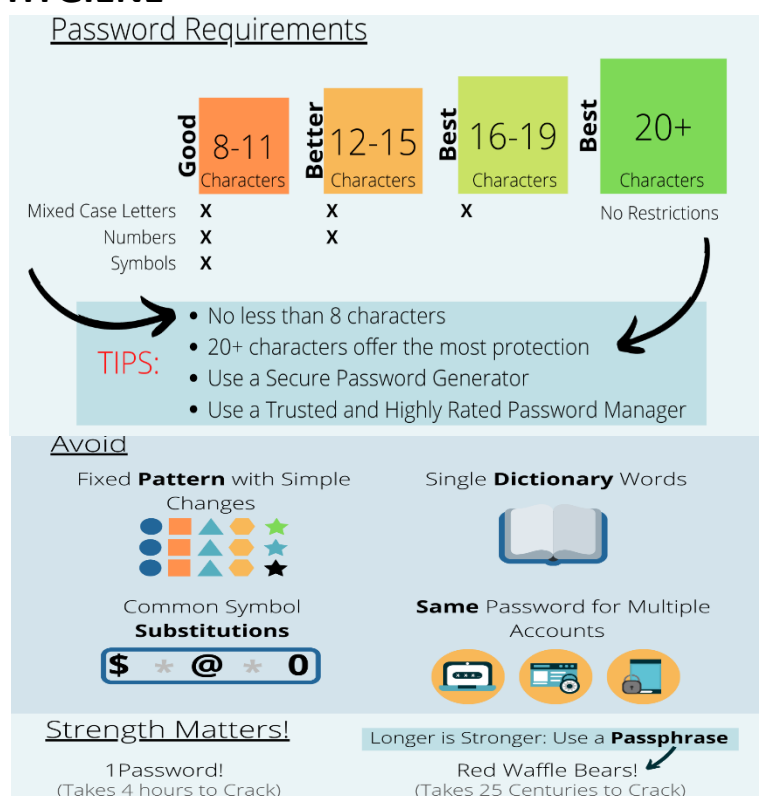 HYGIENE
Password Requirements
Good
8-11
Characters
Better
12-15
Characters
Best
16-19
Characters
Best
20+
Characters
Mixed Case Letters X X X No Restrictions
Numbers X X
Symbols X
TIPS:
• No less than 8 characters
• 20+ characters offer the most protection
• Use a Secure Password Generator
• Use a Trusted and Highly Rated Password Manager
Avoid
Fixed Pattern with Simple
Changes
Single Dictionary Words
Common Symbol
Substitutions
$ * @ * 0
Same Password for Multiple
Accounts
Strength Matters!
1Password!
(Takes 4 hours to Crack)
Longer is Stronger: Use a Passphrase
Red Waffle Bears!
(Takes 25 Centuries to Crack)